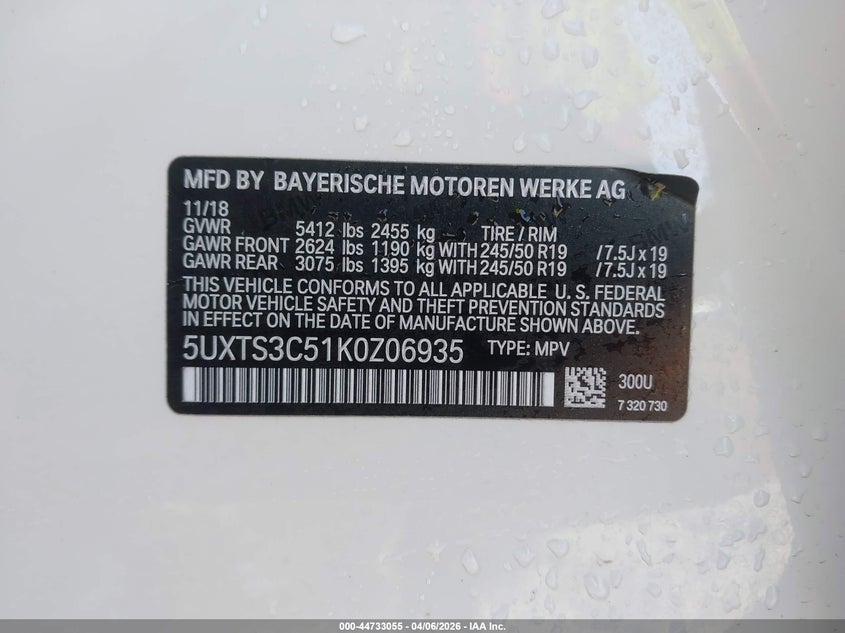 MFD BY BAYERISCHE MOTOREN WERKE AG
11/18
GVWR 5412 lbs 2455 kg TIRE / RIM
GAWR FRONT 2624 lbs 1190 kg WITH 245/50 R19 /7.5J x 19
GAWR REAR 3075 lbs 1395 kg WITH 245/50 R19 /7.5J x 19
THIS VEHICLE CONFORMS TO ALL APPLICABLE U. S. FEDERAL
MOTOR VEHICLE SAFETY AND THEFT PREVENTION STANDARDS
IN EFFECT ON THE DATE OF MANUFACTURE SHOWN ABOVE.
5UXTS3C51K0Z06935 TYPE: MPV
300U
7 320 730
000-44733055 - 04/06/2026 - IAA Inc.